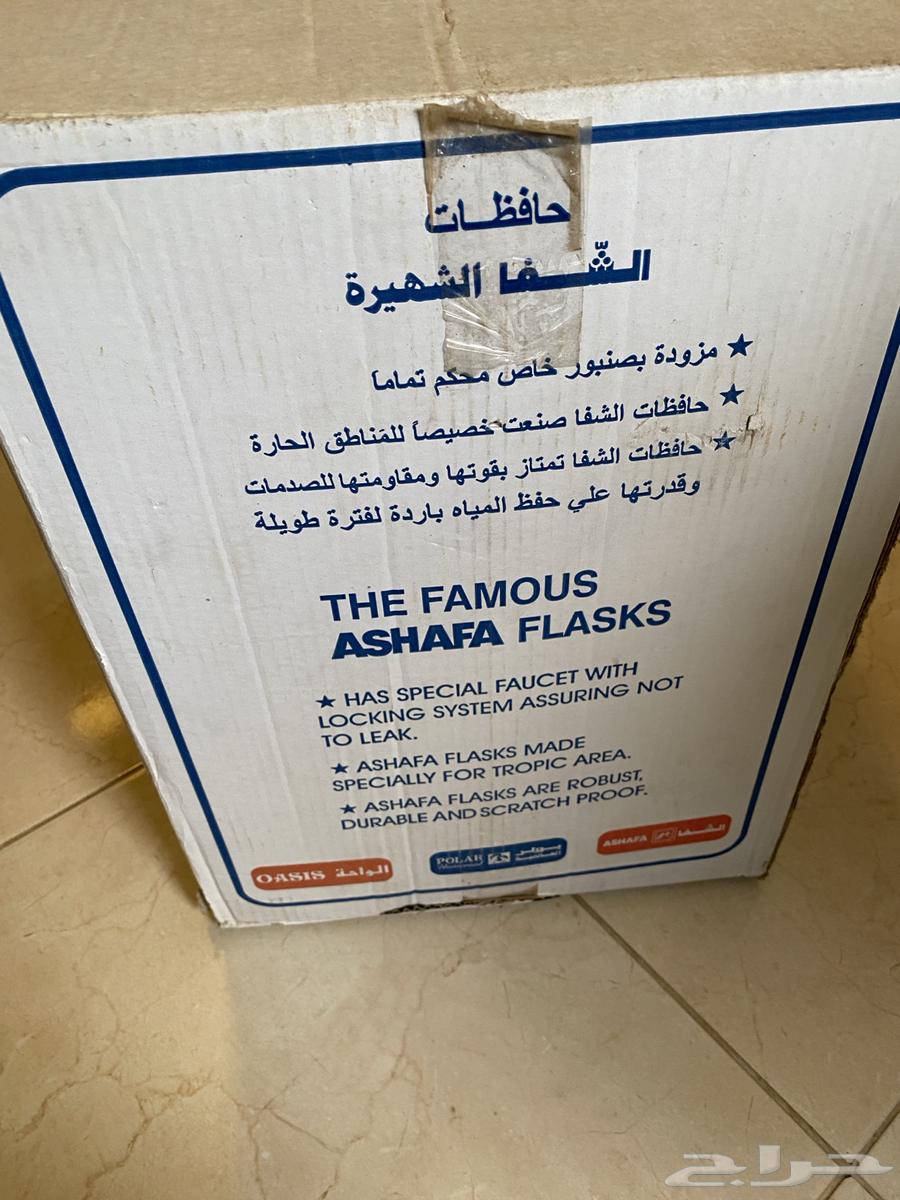 حافظات
الشّفا الشهيرة
★ مزودة بصنبور خاص محكم تماما
★ حافظات الشفا صنعت خصيصاً للمناطق الحارة
★ حافظات الشفا تمتاز بقوتها ومقاومتها للصدمات
وقدرتها علي حفظ المياه باردة لفترة طويلة
THE FAMOUS
ASHAFA FLASKS
★ HAS SPECIAL FAUCET WITH
LOCKING SYSTEM ASSURING NOT
TO LEAK.
★ ASHAFA FLASKS MADE
SPECIALLY FOR TROPIC AREA.
★ ASHAFA FLASKS ARE ROBUST,
DURABLE AND SCRATCH PROOF.
OASIS الواحة
POLAR بولار العالمية
ASHAFA الشفا
حراج